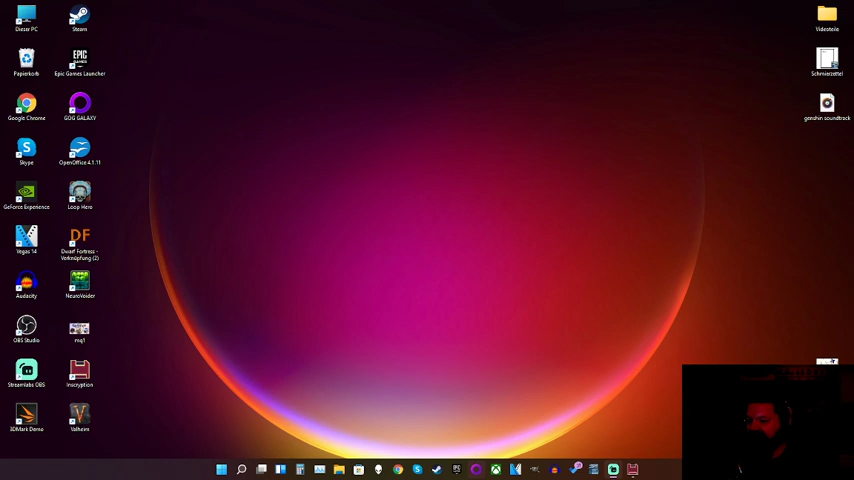 Dieser PC
Steam
Papierkorb
Epic Games Launcher
Google Chrome
GOG GALAXY
Skype
OpenOffice 4.1.11
GeForce Experience
Loop Hero
Vegas 14
Dwarf Fortress -
Verknüpfung (2)
Audacity
NeuroVoider
OBS Studio
mq1
Streamlabs OBS
Inscryption
3DMark Demo
Valheim
Videoteile
Schmierzettel
genshin soundtrack